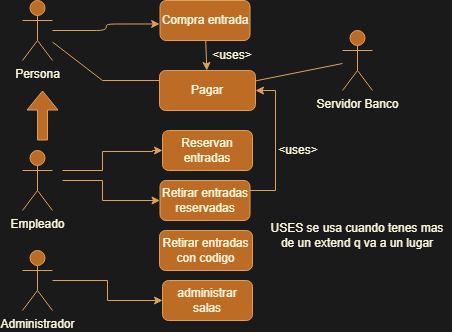 Compra entrada
<uses>
Persona
Pagar
Servidor Banco
Reservan
entradas
<uses>
Retirar entradas
reservadas
Empleado
USES se usa cuando tenes mas
de un extend q va a un lugar
Retirar entradas
con codigo
administrar
salas
Administrador